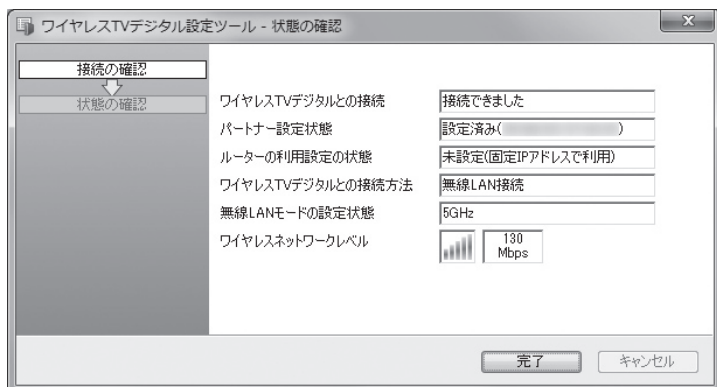 ワイヤレスTVデジタル設定ツール - 状態の確認
接続の確認
状態の確認
ワイヤレスTVデジタルとの接続 接続できました
パートナー設定状態 設定済み( )
ルーターの利用設定の状態 未設定(固定IPアドレスで利用)
ワイヤレスTVデジタルとの接続方法 無線LAN接続
無線LANモードの設定状態 5GHz
ワイヤレスネットワークレベル 130
Mbps
完了 キャンセル